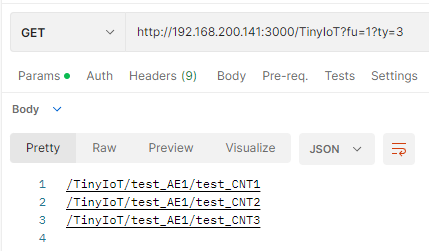 GET http://192.168.200.141:3000/TinyIoT?fu=1?ty=3
Params Auth Headers (9) Body Pre-req. Tests Settings
Body
Pretty Raw Preview Visualize JSON
1 /TinyIoT/test_AE1/test_CNT1
2 /TinyIoT/test_AE1/test_CNT2
3 /TinyIoT/test_AE1/test_CNT3
4